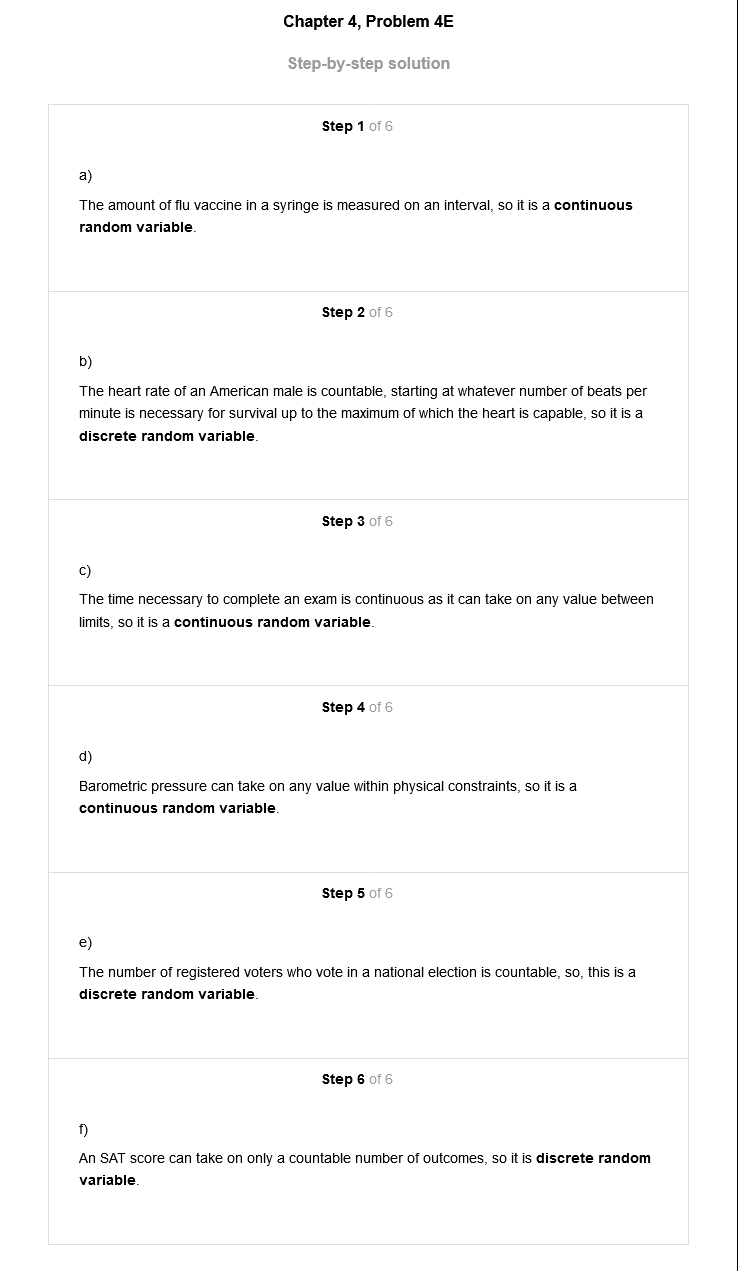 Chapter 4, Problem 4E
Step-by-step solution
Step 1 of 6
a)
The amount of flu vaccine in a syringe is measured on an interval, so it is a continuous
random variable.
Step 2 of 6
b)
The heart rate of an American male is countable, starting at whatever number of beats per
minute is necessary for survival up to the maximum of which the heart is capable, so it is a
discrete random variable.
Step 3 of 6
c)
The time necessary to complete an exam is continuous as it can take on any value between
limits, so it is a continuous random variable.
Step 4 of 6
d)
Barometric pressure can take on any value within physical constraints, so it is a
continuous random variable.
Step 5 of 6
e)
The number of registered voters who vote in a national election is countable, so, this is a
discrete random variable.
Step 6 of 6
f)
An SAT score can take on only a countable number of outcomes, so it is discrete random
variable.